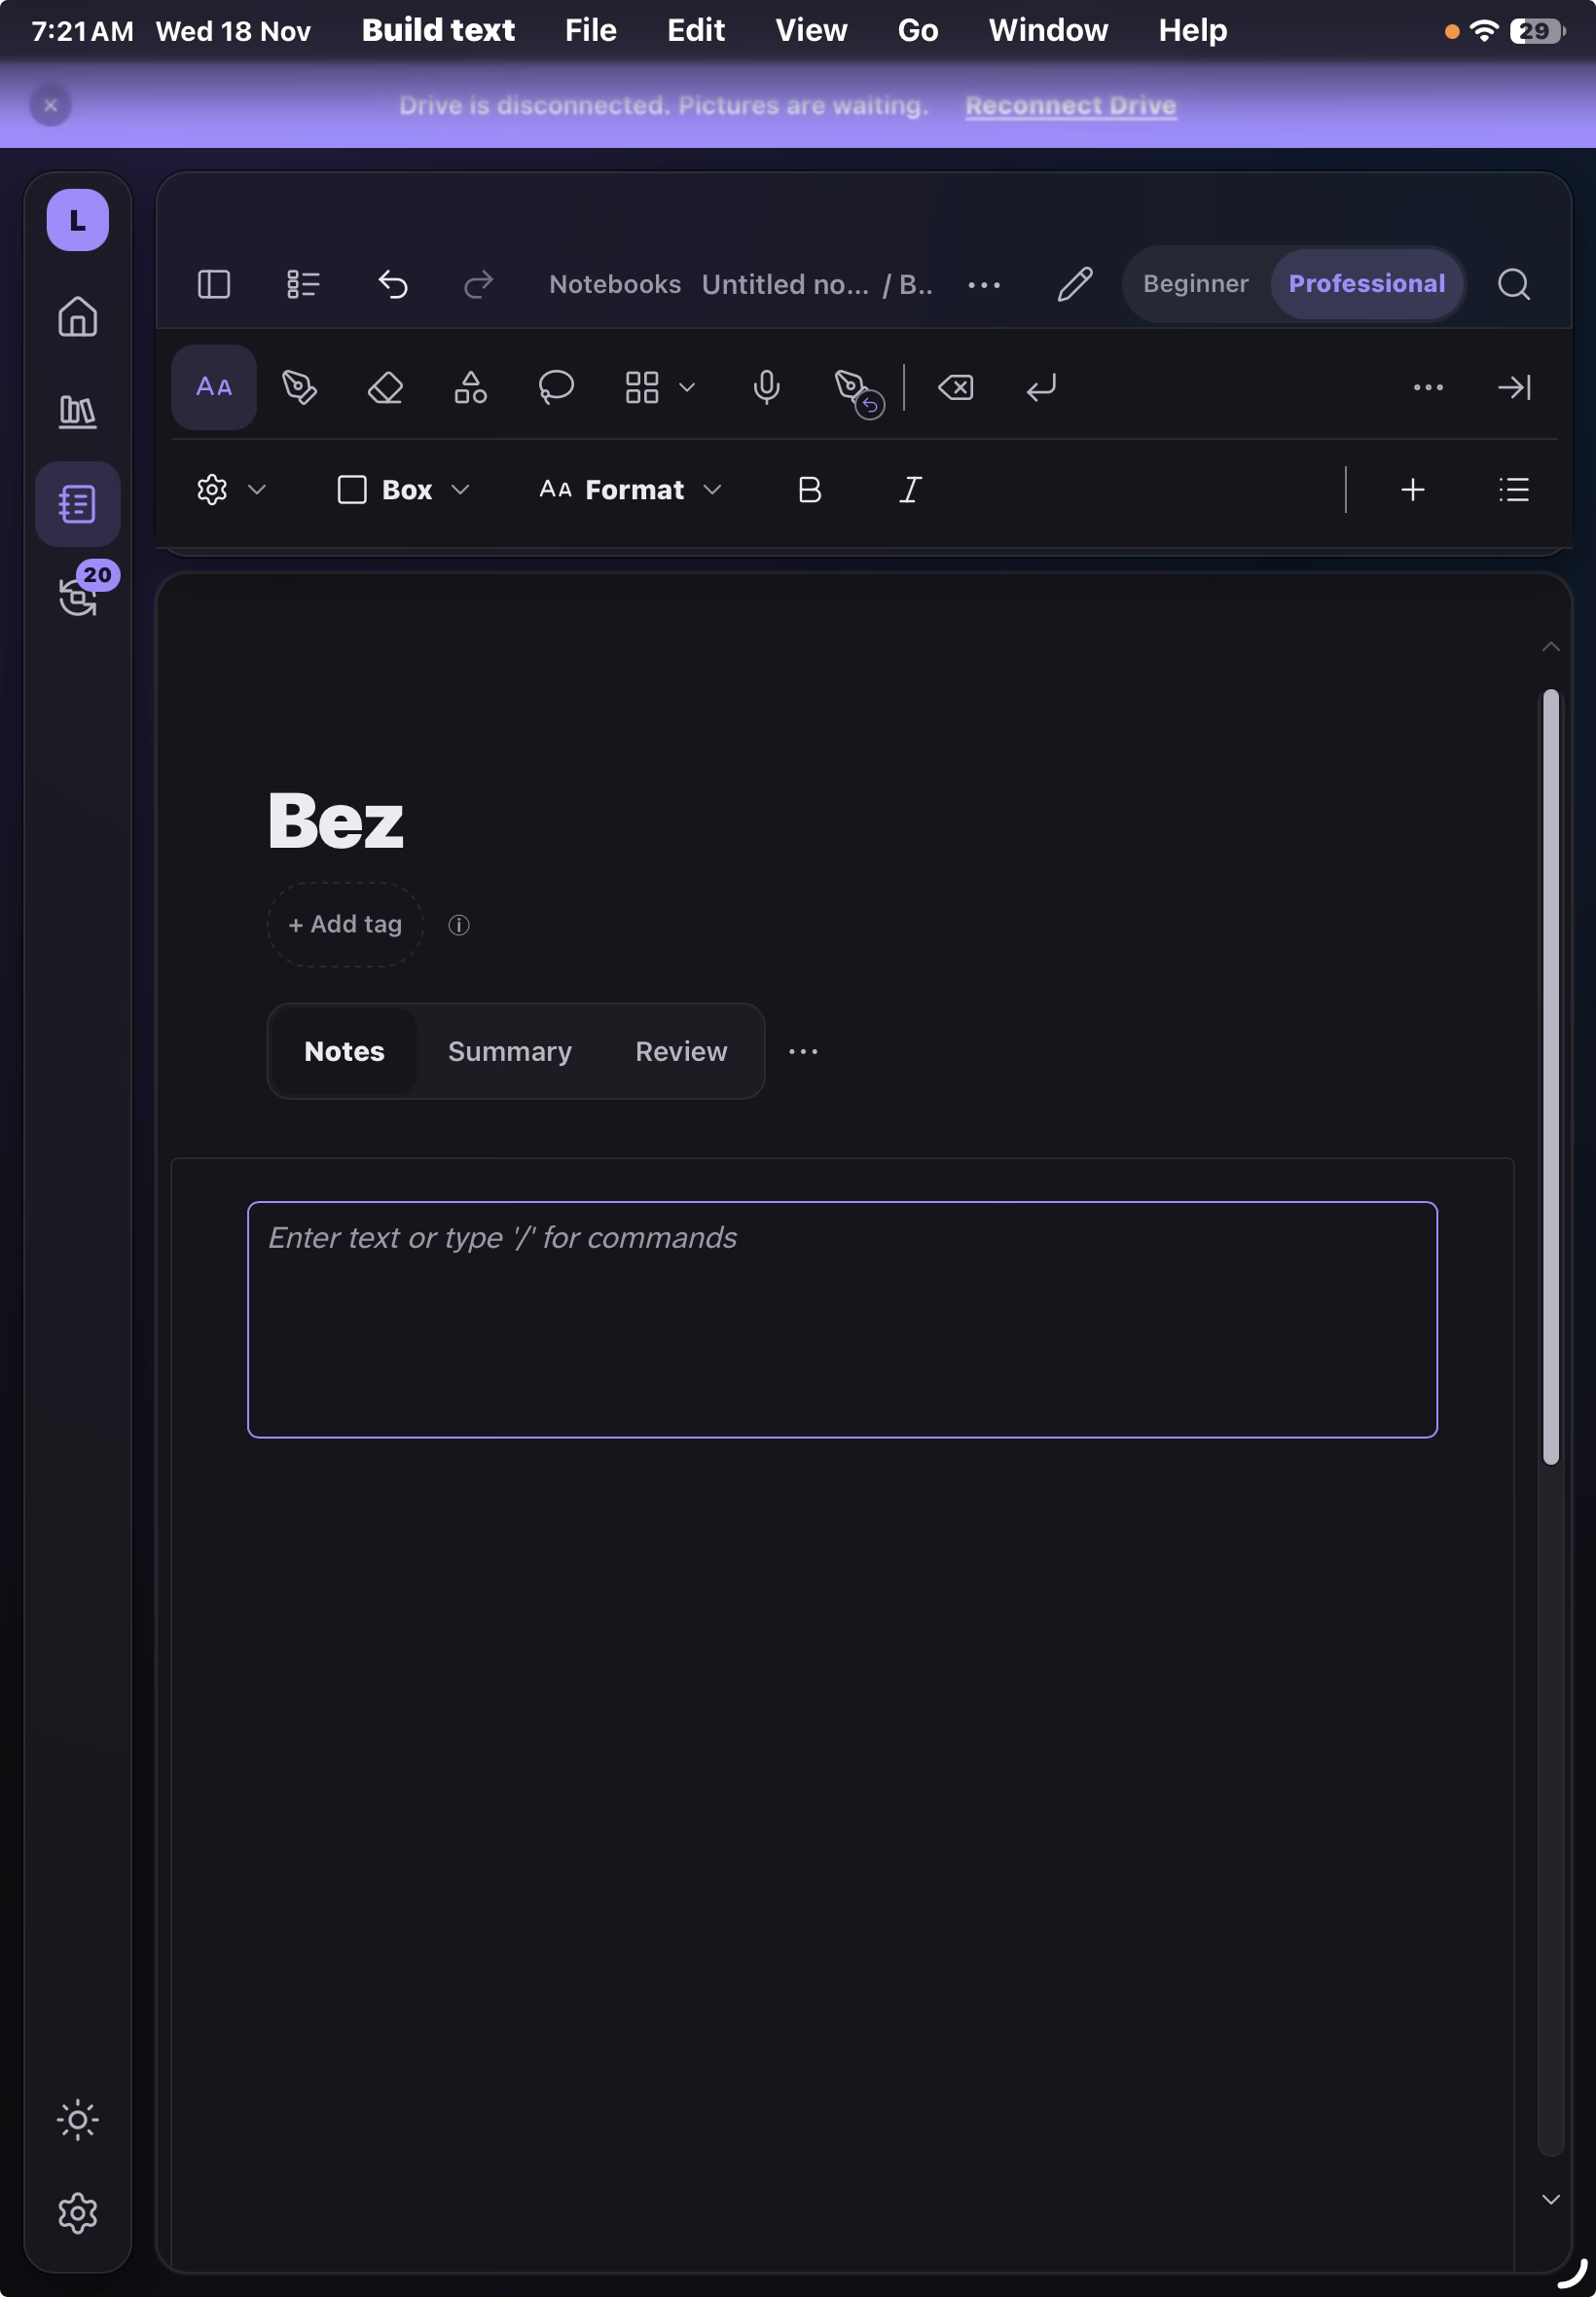 7:21 AM Wed 18 Nov Build text File Edit View Go Window Help 29
Drive is disconnected. Pictures are waiting. Reconnect Drive
L
Notebooks Untitled no... / B.. Beginner Professional
AA
Box AA Format B I
20
Bez
+ Add tag
Notes Summary Review
Enter text or type '/' for commands